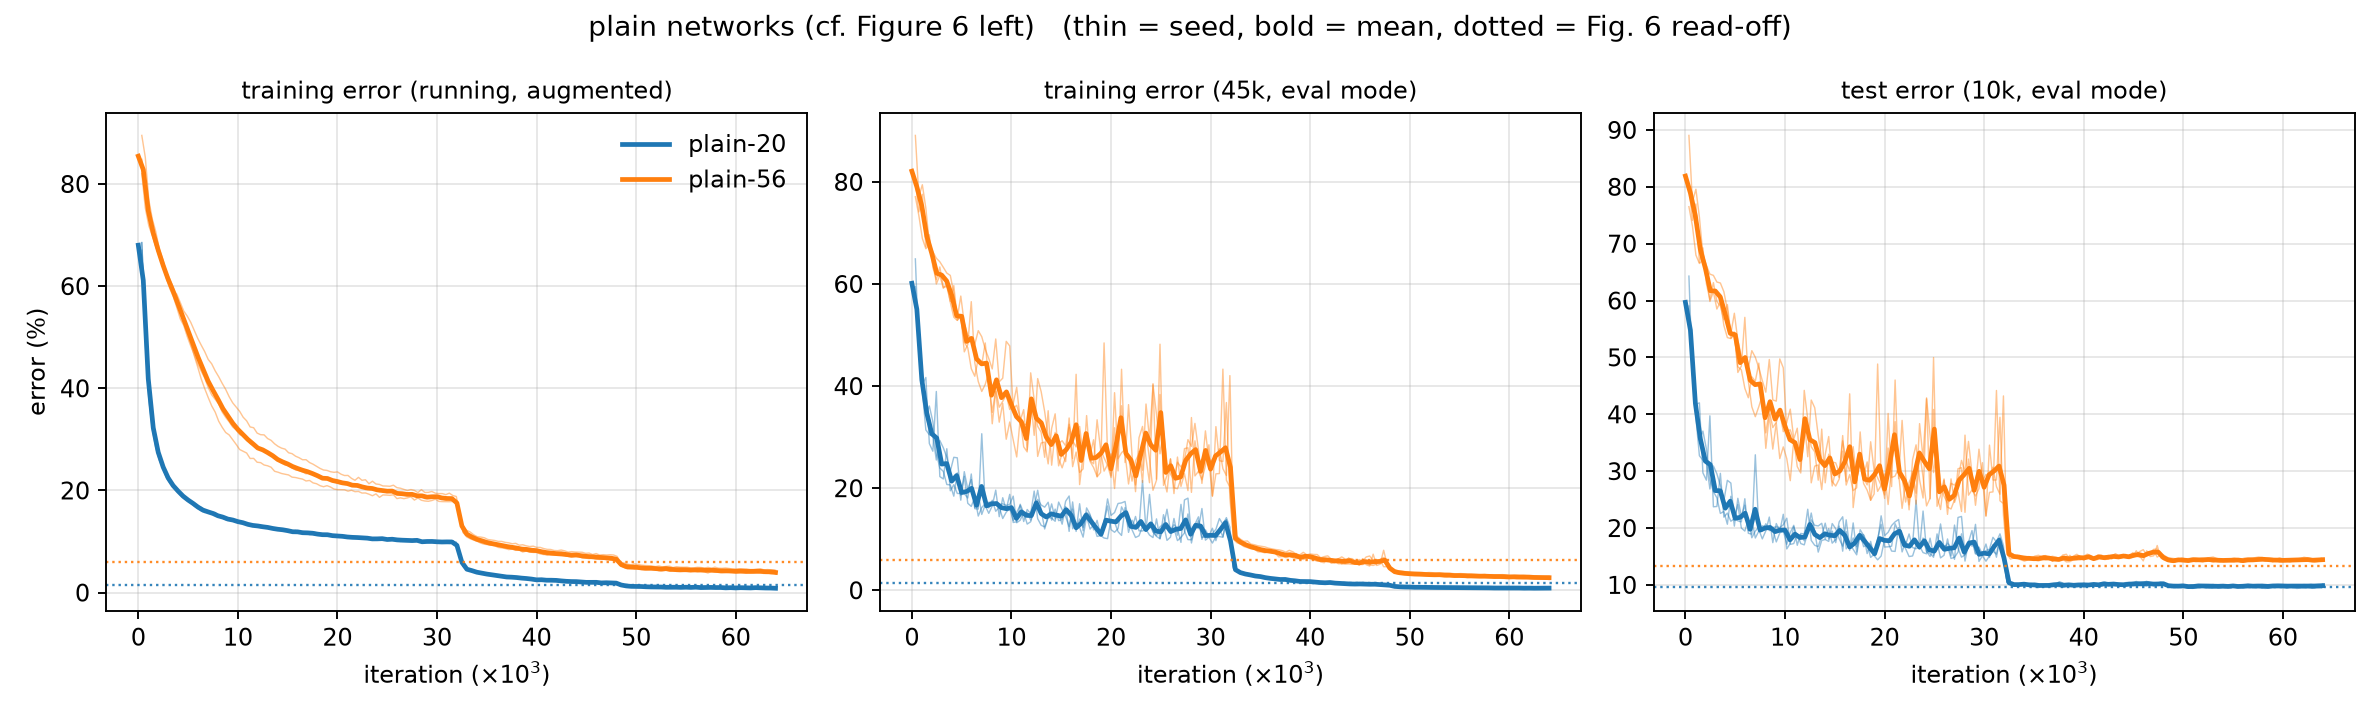 plain networks (cf. Figure 6 left)   (thin = seed, bold = mean, dotted = Fig. 6 read-off)
training error (running, augmented)
training error (45k, eval mode)
test error (10k, eval mode)
error (%)
80
60
40
20
0
plain-20
plain-56
0 10 20 30 40 50 60
iteration (×10³)
80
60
40
20
0
0 10 20 30 40 50 60
iteration (×10³)
90
80
70
60
50
40
30
20
10
0 10 20 30 40 50 60
iteration (×10³)